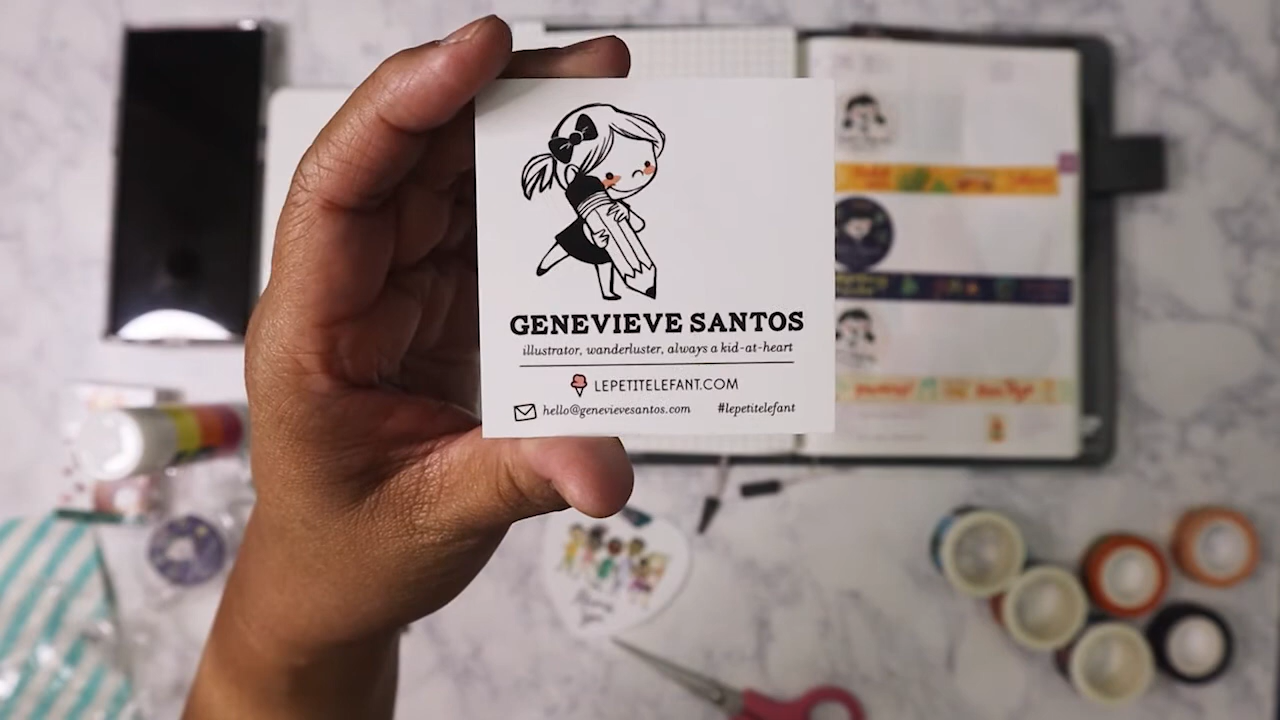 GENEVIEVE SANTOS
illustrator, wanderluster, always a kid-at-heart
LEPETITELEFANT.COM
hello@genevievesantos.com #lepetitelefant